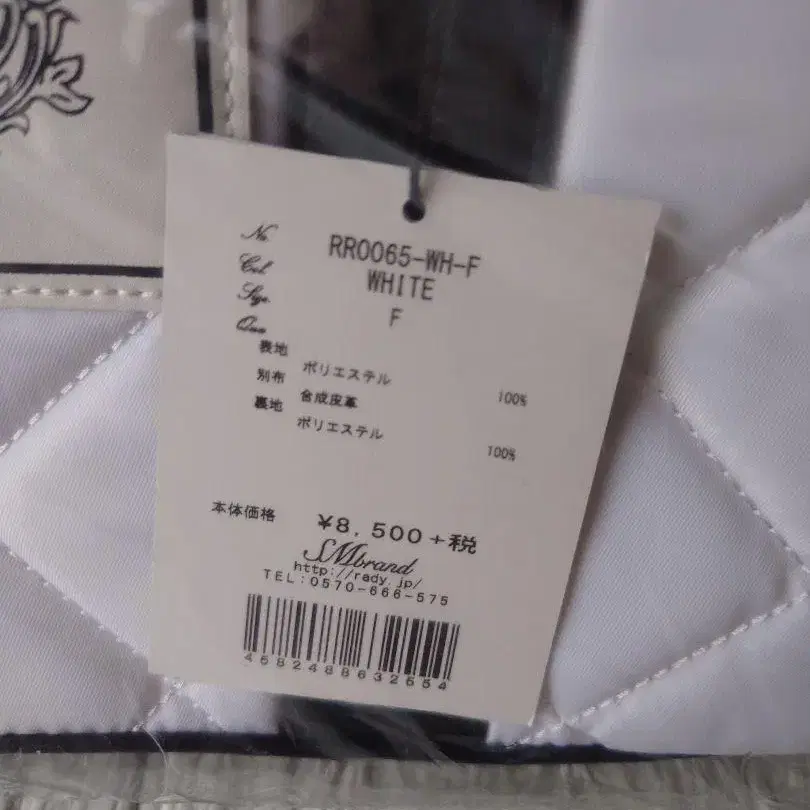 No. RR0065-WH-F
Col. WHITE
Size. F
Qua.
表地 ポリエステル 100%
別布 合成皮革
裏地 ポリエステル 100%
本体価格 ¥8,500+税
SMbrand
http://rady.jp/
TEL:0570-666-575
4582488632654